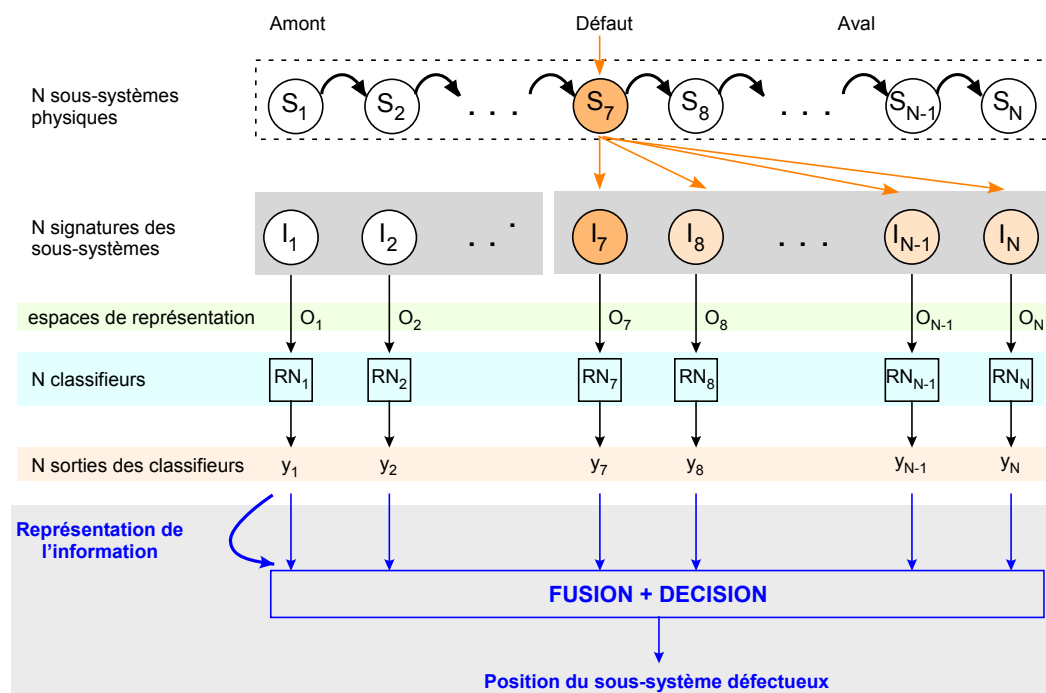 Amont Défaut Aval
N sous-systèmes
physiques
S1 S2 . . . S7 S8 . . . SN-1 SN
N signatures des
sous-systèmes
I1 I2 . . . I7 I8 . . . IN-1 IN
espaces de représentation O1 O2 O7 O8 ON-1 ON
N classifieurs RN1 RN2 RN7 RN8 RNN-1 RNN
N sorties des classifieurs y1 y2 y7 y8 yN-1 yN
Représentation de
l'information
FUSION + DECISION
Position du sous-système défectueux